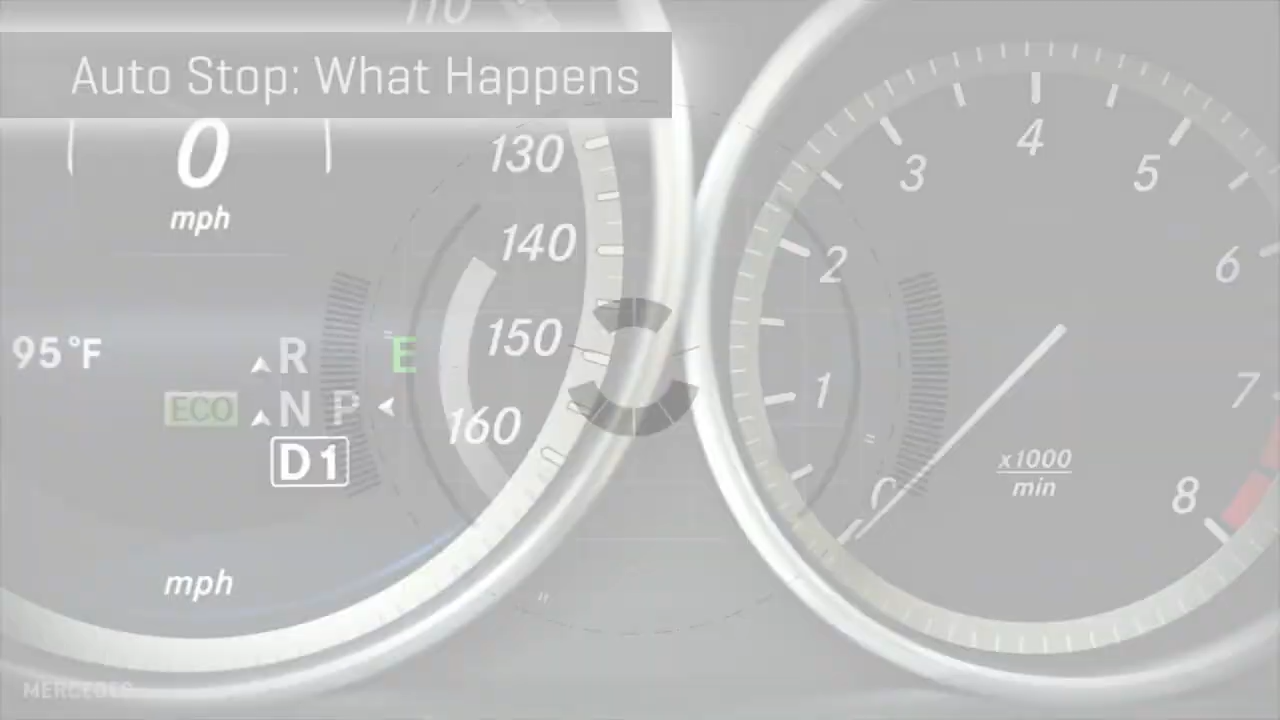 110
Auto Stop: What Happens
0
mph
130
140
150
160
95°F
R
E
ECO
N P
D1
mph
0
1
2
3
4
5
6
7
8
x1000
min
MERCEDES